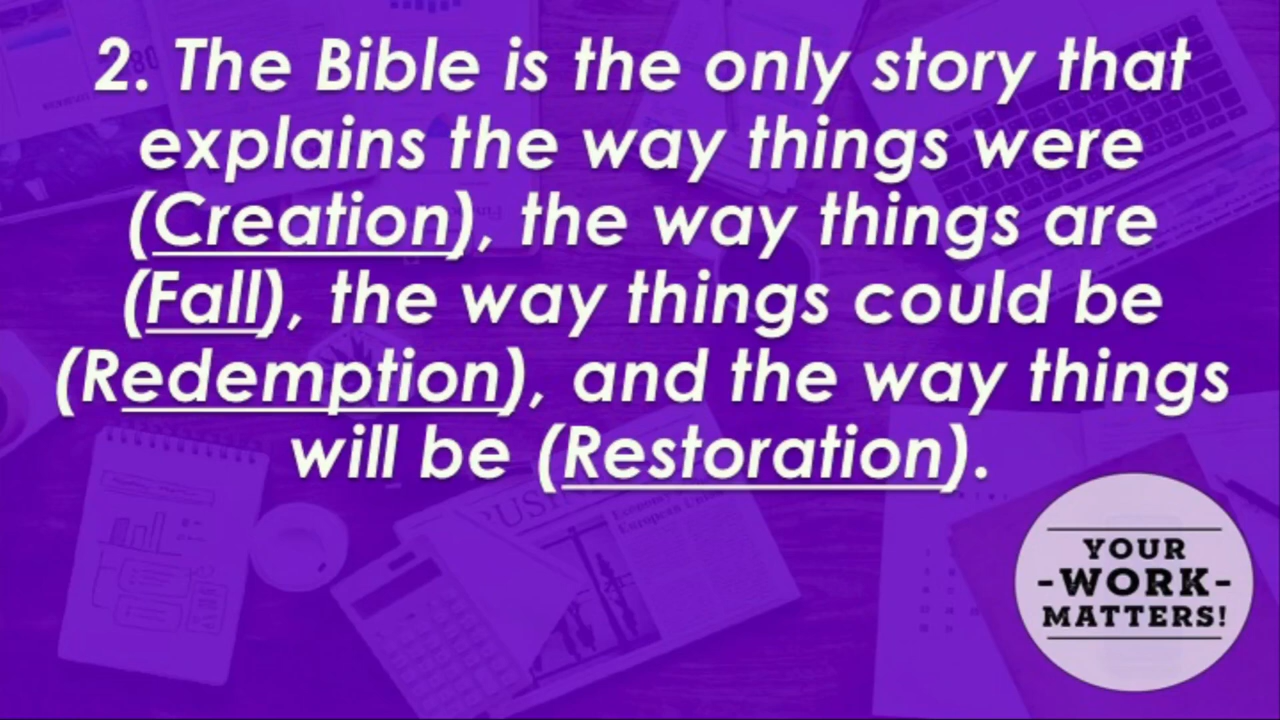 2. The Bible is the only story that
explains the way things were
(Creation), the way things are
(Fall), the way things could be
(Redemption), and the way things
will be (Restoration).
YOUR
-WORK-
MATTERS!